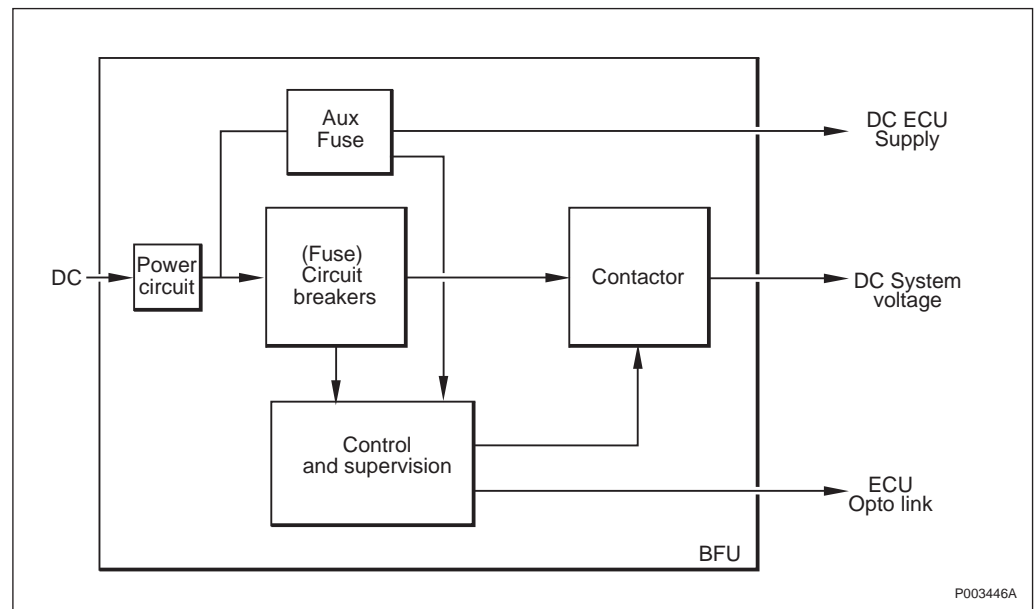 Aux
Fuse
DC ECU
Supply
DC
Power
circuit
(Fuse)
Circuit
breakers
Contactor
DC System
voltage
Control
and supervision
ECU
Opto link
BFU
P003446A